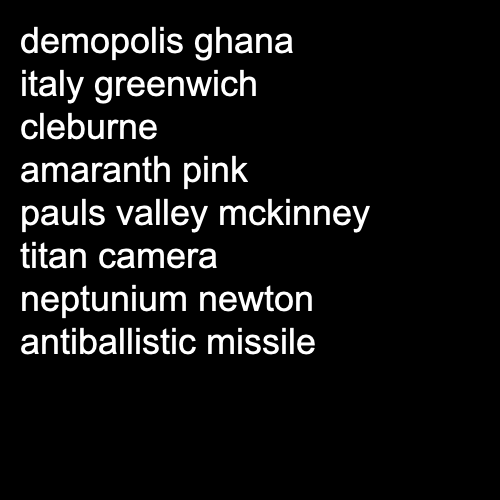 demopolis ghana
italy greenwich
cleburne
amaranth pink
pauls valley mckinney
titan camera
neptunium newton
antiballistic missile